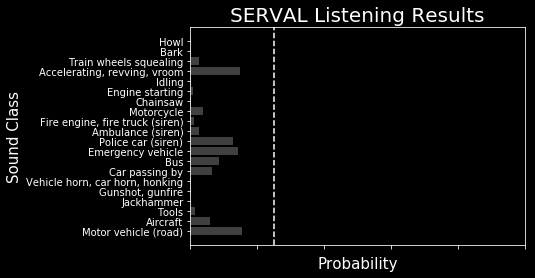 SERVAL Listening Results
Sound Class
Howl
Bark
Train wheels squealing
Accelerating, revving, vroom
Idling
Engine starting
Chainsaw
Motorcycle
Fire engine, fire truck (siren)
Ambulance (siren)
Police car (siren)
Emergency vehicle
Bus
Car passing by
Vehicle horn, car horn, honking
Gunshot, gunfire
Jackhammer
Tools
Aircraft
Motor vehicle (road)
Probability